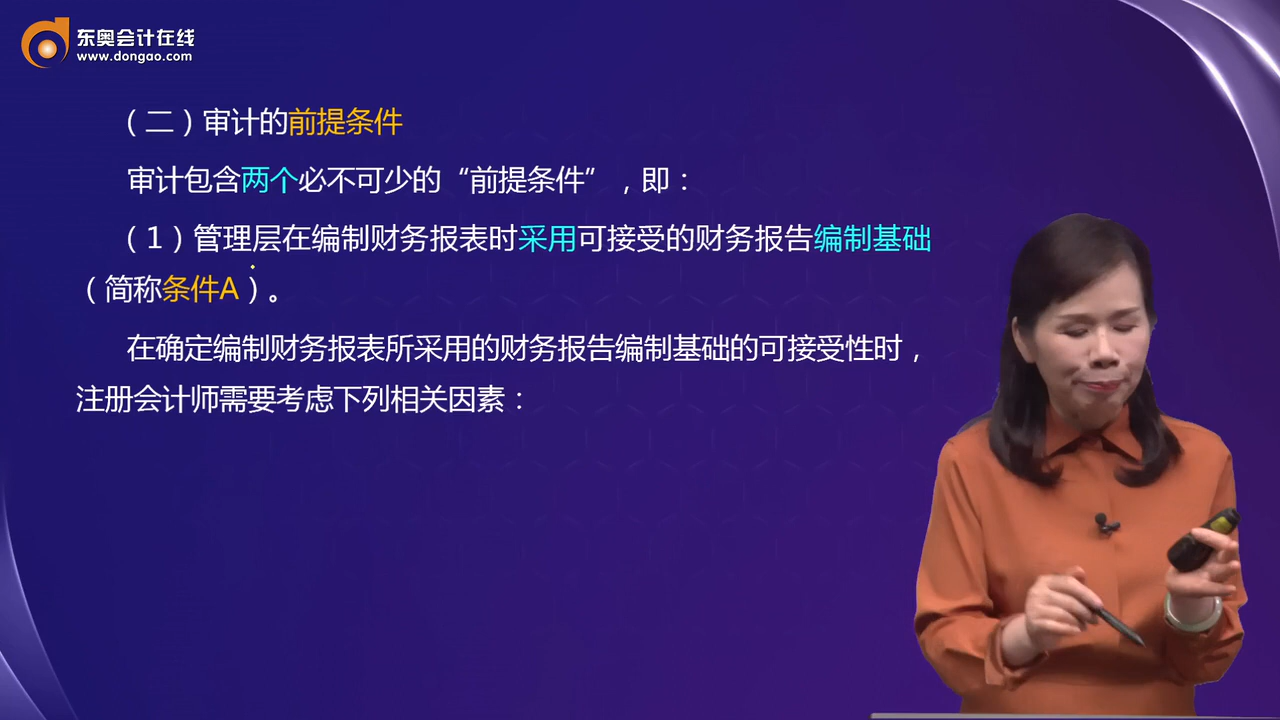 东奥会计在线
www.dongao.com
（二）审计的前提条件
审计包含两个必不可少的“前提条件”，即：
（1）管理层在编制财务报表时采用可接受的财务报告编制基础
（简称条件A）。
在确定编制财务报表所采用的财务报告编制基础的可接受性时，
注册会计师需要考虑下列相关因素：